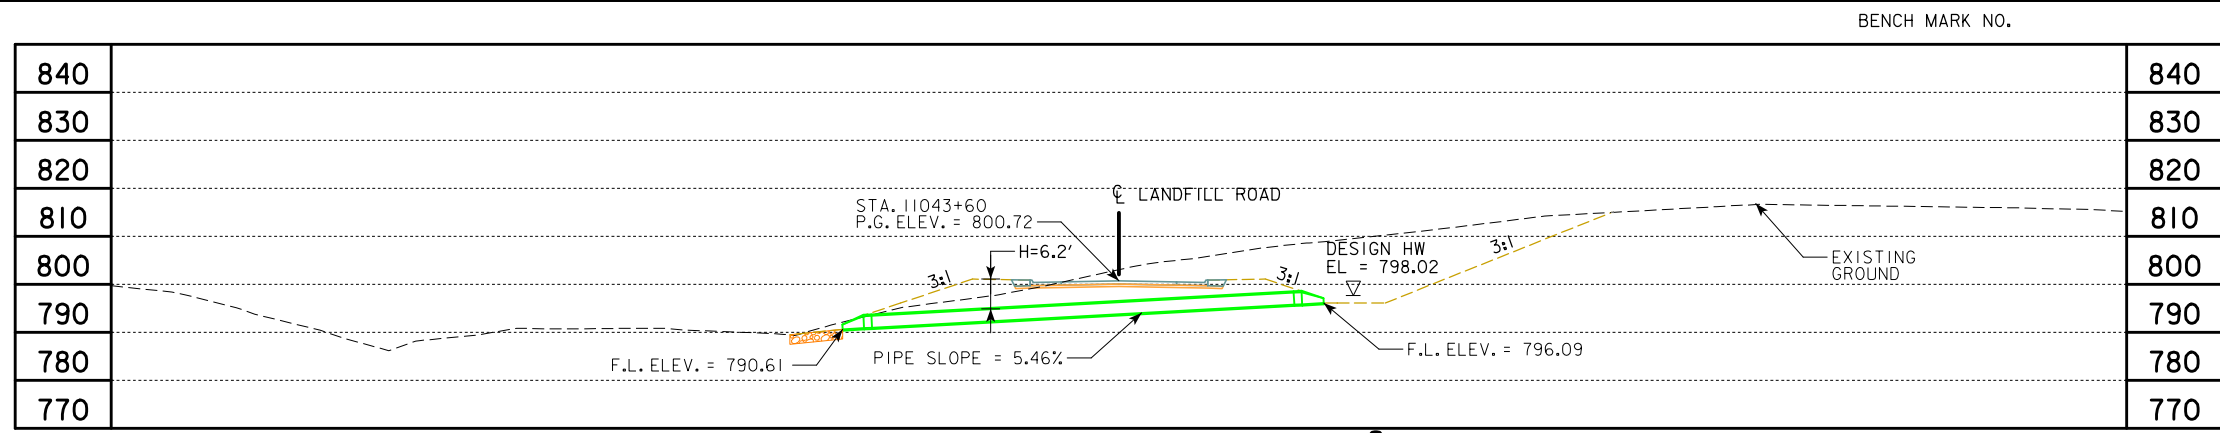 BENCH MARK NO.
840 840
830 830
820 820
℄ LANDFILL ROAD
STA. 11043+60
P.G. ELEV. = 800.72
810 810
H=6.2'
DESIGN HW
EL = 798.02
3:1
3:1
3:1
EXISTING
GROUND
800 800
790 790
F.L. ELEV. = 790.61
PIPE SLOPE = 5.46%
F.L. ELEV. = 796.09
780 780
770 770